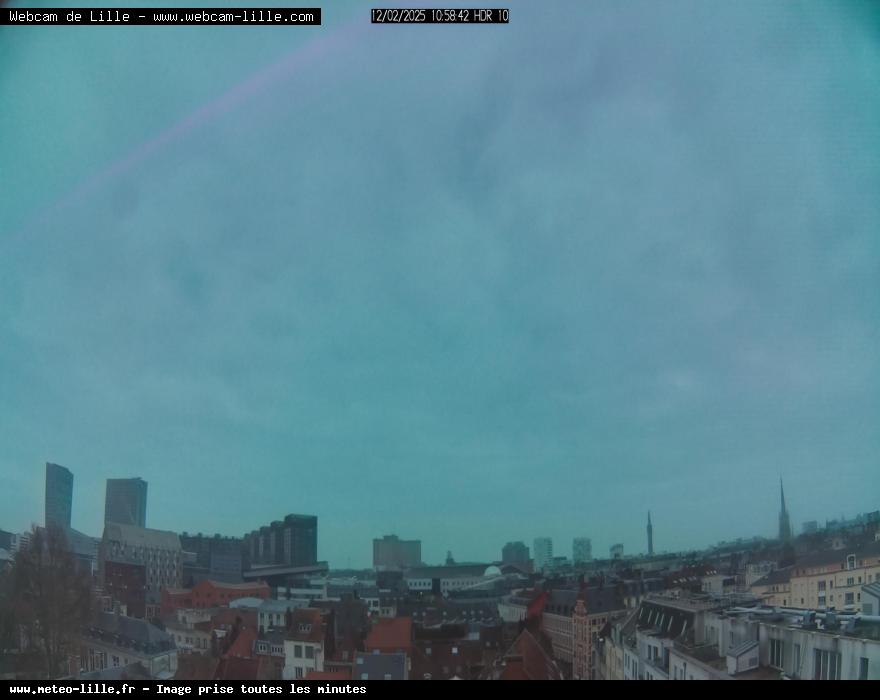 Webcam de Lille - www.webcam-lille.com
12/02/2025 10:58:42 HDR 10
www.meteo-lille.fr - Image prise toutes les minutes